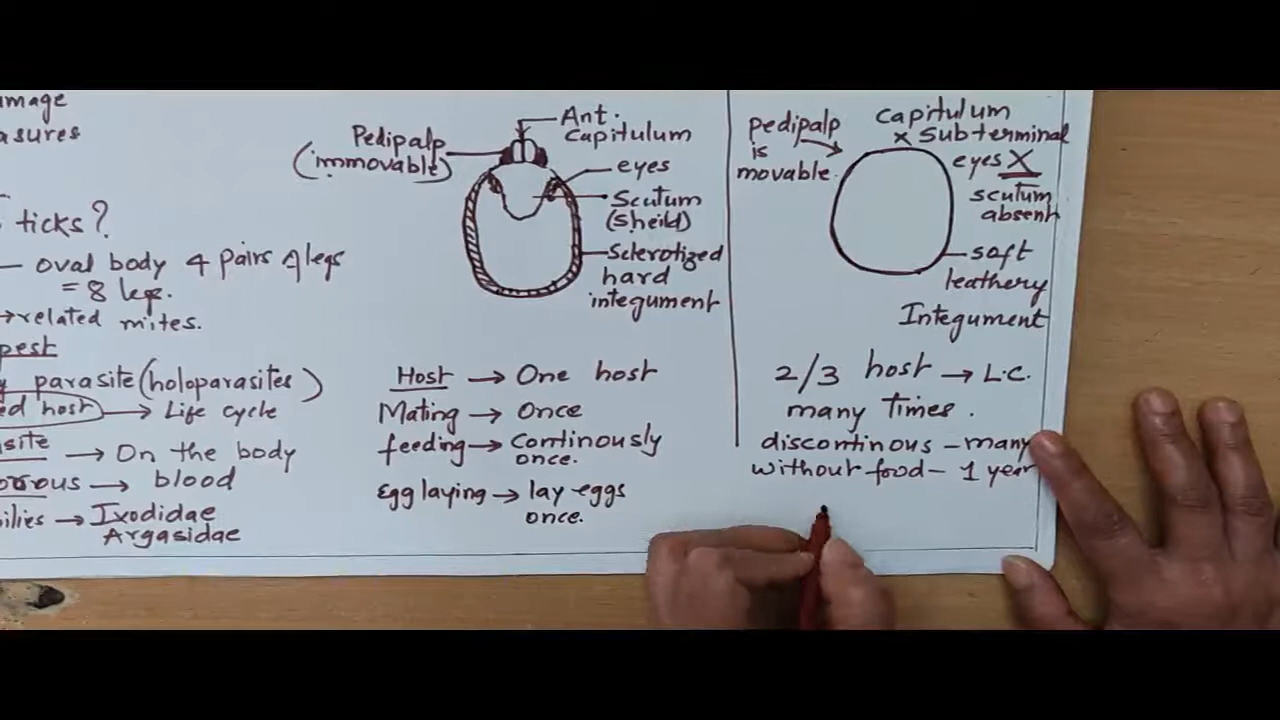 amage
asures
ticks?
— oval body 4 pairs of legs
= 8 legs.
→related mites.
pest
parasite (holoparasites)
ed host → Life cycle
site → On the body
orous → blood
ilies → Ixodidae
Argasidae
Ant.
Capitulum
Pedipalp
(immovable)
eyes
Scutum
(Sheild)
Sclerotized
hard
integument
Host → One host
Mating → Once
feeding → Continously
once.
Egg laying → lay eggs
once.
Capitulum
x Subterminal
pedipalp
is
movable.
eyes X
scutum
absent
soft
leathery
Integument
2/3 host → L.C.
many times.
discontinous – many
without food – 1 year